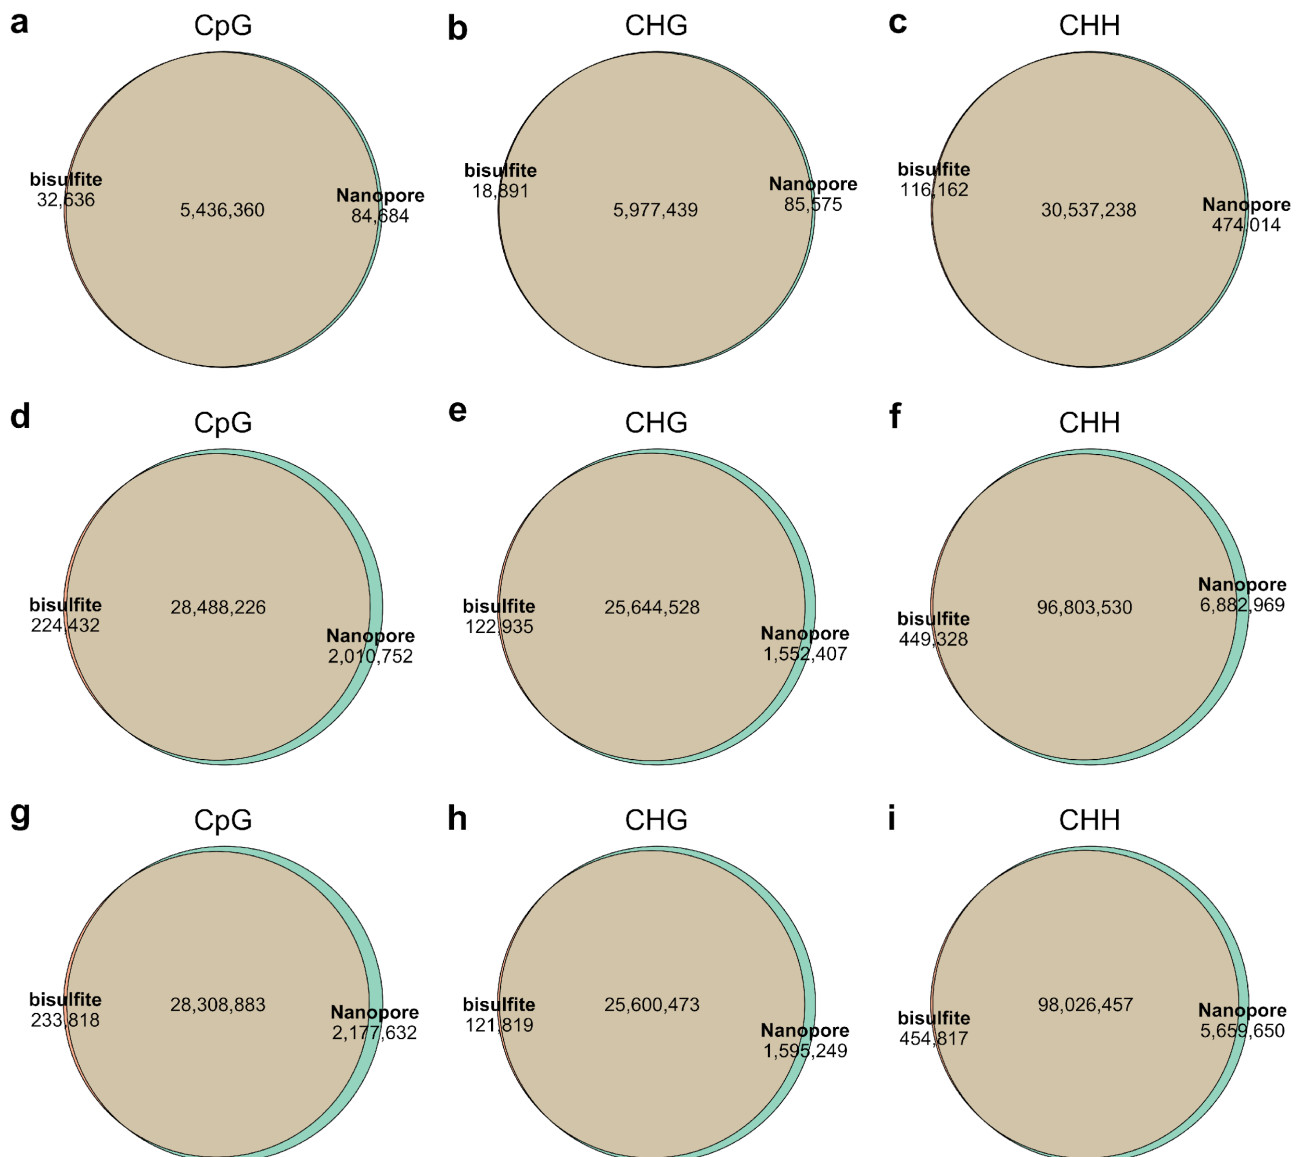 a
CpG
bisulfite
32,636
5,436,360
Nanopore
84,684
b
CHG
bisulfite
18,891
5,977,439
Nanopore
85,575
c
CHH
bisulfite
116,162
30,537,238
Nanopore
474,014
d
CpG
bisulfite
224,432
28,488,226
Nanopore
2,010,752
e
CHG
bisulfite
122,935
25,644,528
Nanopore
1,552,407
f
CHH
bisulfite
449,328
96,803,530
Nanopore
6,882,969
g
CpG
bisulfite
233,818
28,308,883
Nanopore
2,177,632
h
CHG
bisulfite
121,819
25,600,473
Nanopore
1,595,249
i
CHH
bisulfite
454,817
98,026,457
Nanopore
5,659,650